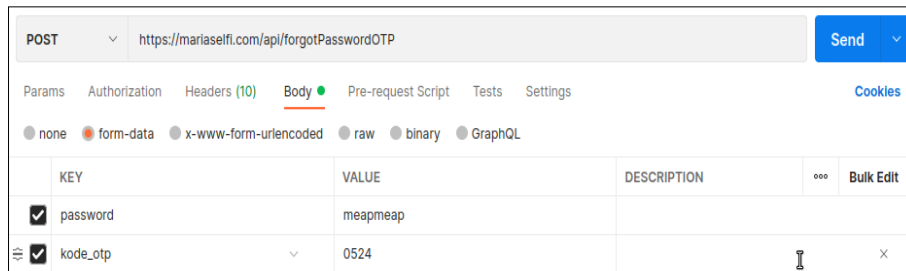 POST https://mariaselfi.com/api/forgotPasswordOTP Send
Params Authorization Headers (10) Body Pre-request Script Tests Settings Cookies
none form-data x-www-form-urlencoded raw binary GraphQL
KEY VALUE DESCRIPTION ooo Bulk Edit
password meapmeap
kode_otp 0524